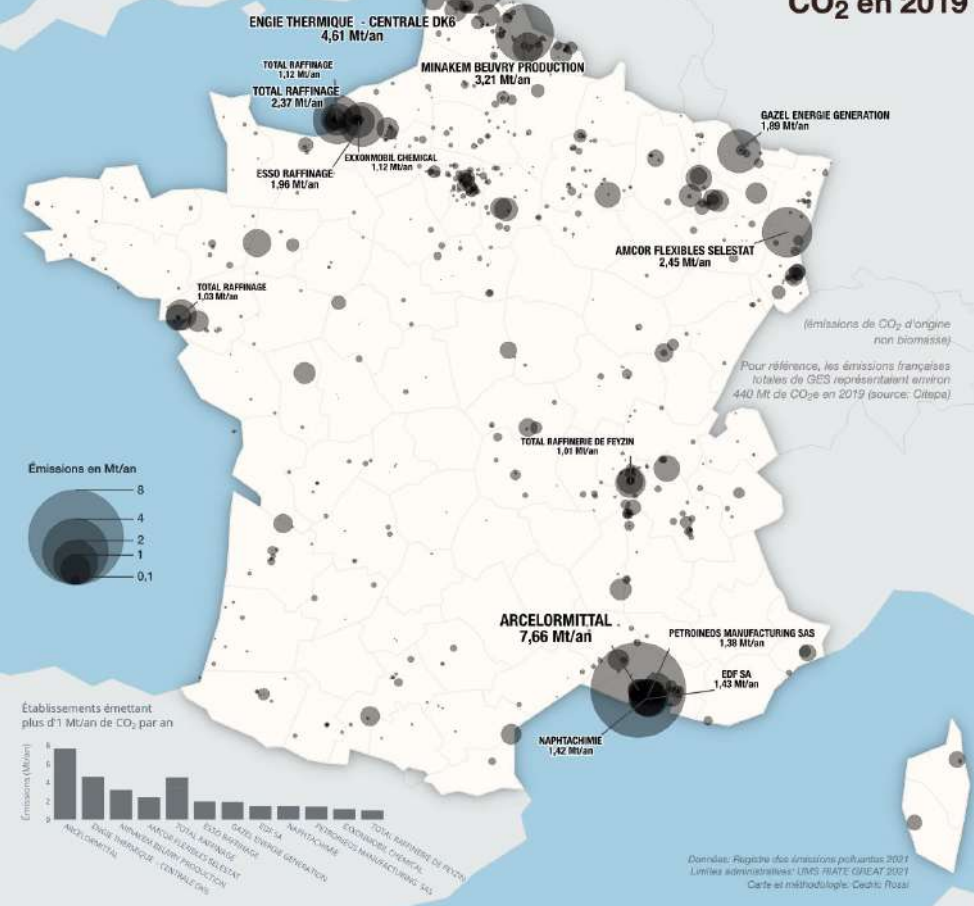 CO₂ en 2019
ENGIE THERMIQUE - CENTRALE DK6
4,61 Mt/an
TOTAL RAFFINAGE
1,12 Mt/an
TOTAL RAFFINAGE
2,37 Mt/an
MINAKEM BEUVRY PRODUCTION
3,21 Mt/an
GAZEL ENERGIE GENERATION
1,89 Mt/an
EXXONMOBIL CHEMICAL
1,12 Mt/an
ESSO RAFFINAGE
1,96 Mt/an
AMCOR FLEXIBLES SELESTAT
2,45 Mt/an
TOTAL RAFFINAGE
1,03 Mt/an
(émissions de CO₂ d'origine
non biomasse)
Pour référence, les émissions françaises
totales de GES représentaient environ
440 Mt de CO₂e en 2019 (source: Citepa)
TOTAL RAFFINERIE DE FEYZIN
1,01 Mt/an
Émissions en Mt/an
8
4
2
1
0,1
ARCELORMITTAL
7,66 Mt/an
PETROINEOS MANUFACTURING SAS
1,38 Mt/an
EDF SA
1,43 Mt/an
NAPHTACHIMIE
1,42 Mt/an
Établissements émettant
plus d'1 Mt/an de CO₂ par an
Émissions (Mt/an)
8
6
4
2
0
ARCELORMITTAL
ENGIE THERMIQUE - CENTRALE DK6
MINAKEM BEUVRY PRODUCTION
AMCOR FLEXIBLES SELESTAT
TOTAL RAFFINAGE
ESSO RAFFINAGE
GAZEL ENERGIE GENERATION
EDF SA
NAPHTACHIMIE
PETROINEOS MANUFACTURING SAS
EXXONMOBIL CHEMICAL
TOTAL RAFFINERIE DE FEYZIN
Données: Registre des émissions polluantes 2021
Limites administratives: UMS RIATE GREAT 2021
Carte et méthodologie: Cedric Rossi